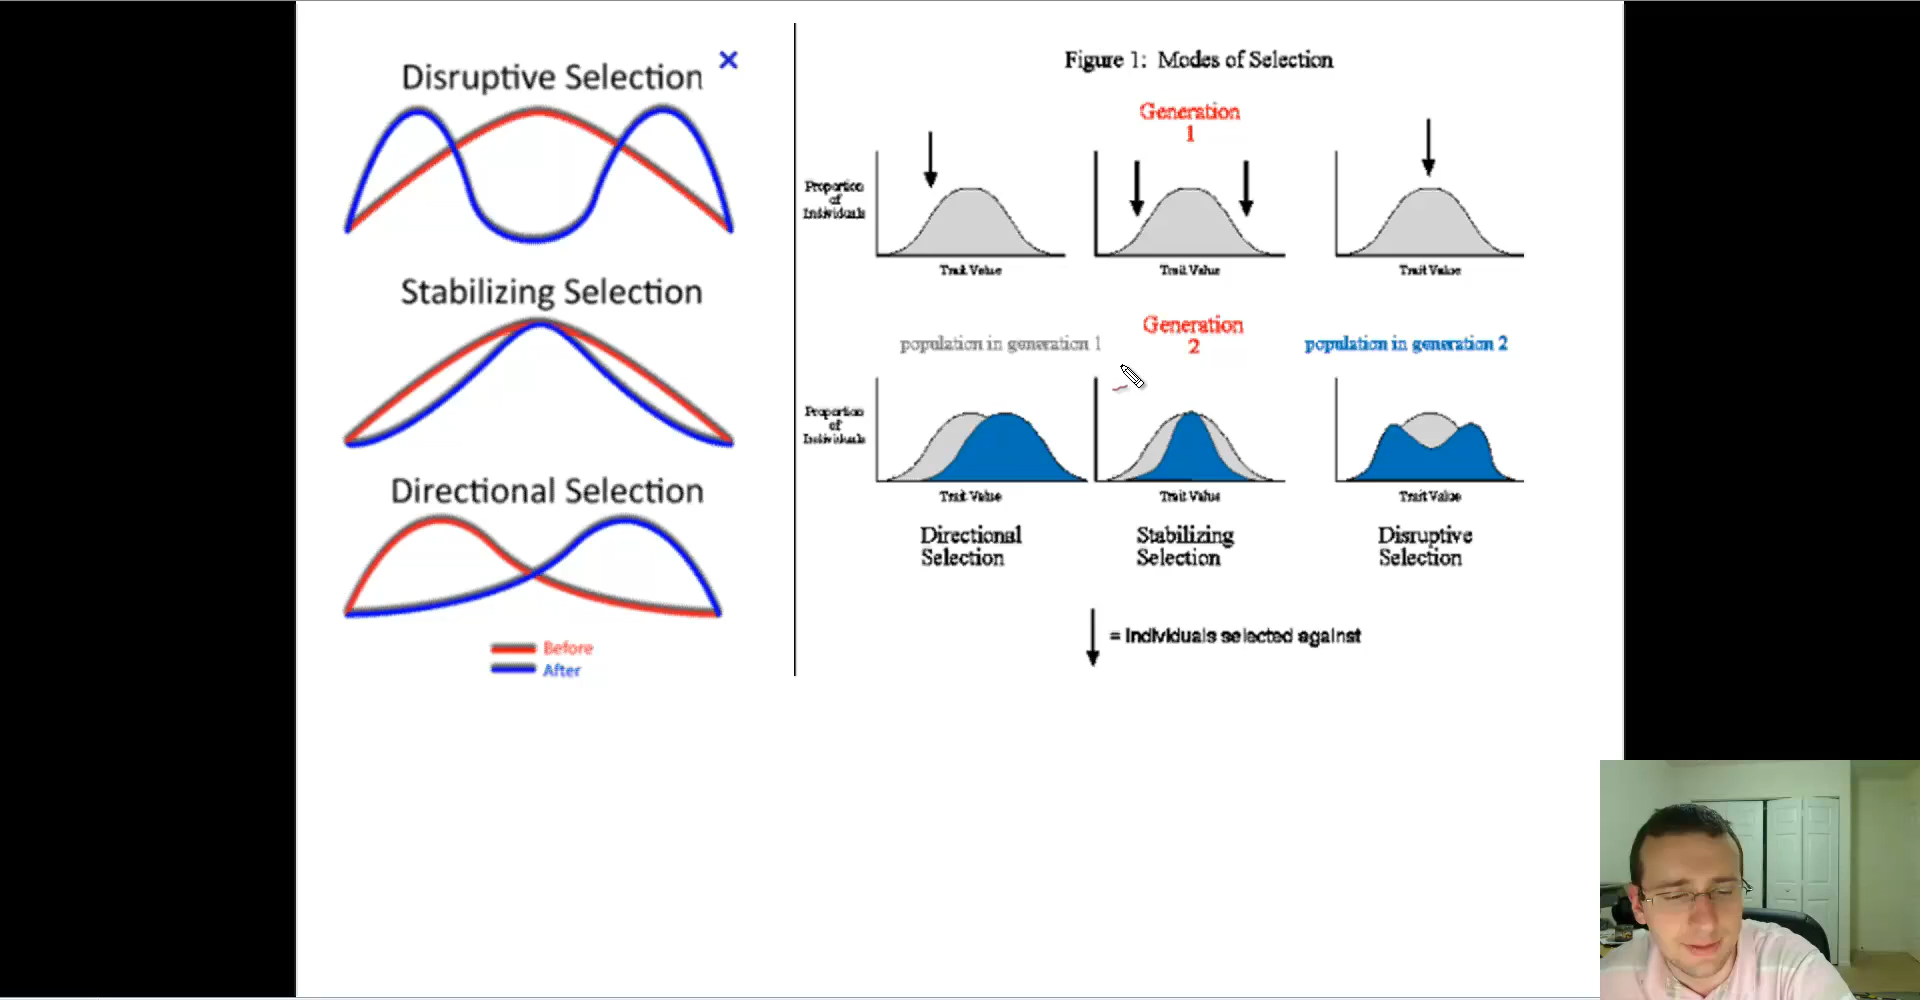 Disruptive Selection
Stabilizing Selection
Directional Selection
Before
After
Figure 1: Modes of Selection
Generation
1
Proportion
of
Individuals
Trait Value
Trait Value
Trait Value
population in generation 1
Generation
2
population in generation 2
Proportion
of
Individuals
Trait Value
Trait Value
Trait Value
Directional
Selection
Stabilizing
Selection
Disruptive
Selection
= Individuals selected against